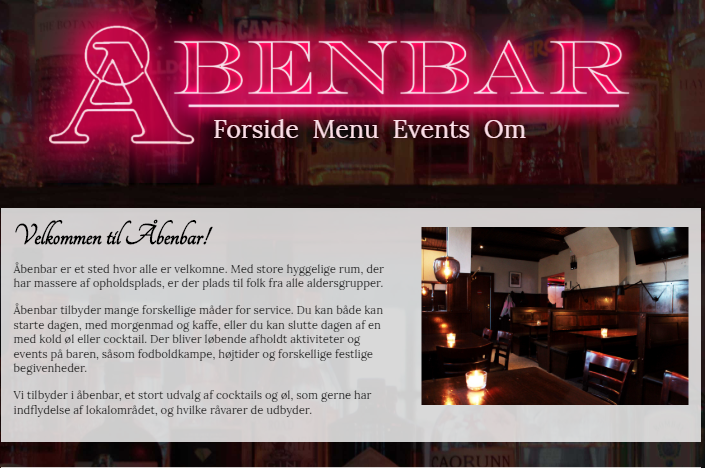 ÅBENBAR
Forside Menu Events Om
Velkommen til Åbenbar!
Åbenbar er et sted hvor alle er velkomne. Med store hyggelige rum, der
har massere af opholdsplads, er der plads til folk fra alle aldersgrupper.
Åbenbar tilbyder mange forskellige måder for service. Du kan både kan
starte dagen, med morgenmad og kaffe, eller du kan slutte dagen af en
med kold øl eller cocktail. Der bliver løbende afholdt aktiviteter og
events på baren, såsom fodboldkampe, højtider og forskellige festlige
begivenheder.
Vi tilbyder i åbenbar, et stort udvalg af cocktails og øl, som gerne har
indflydelse af lokalområdet, og hvilke råvarer de udbyder.
CAORUNN